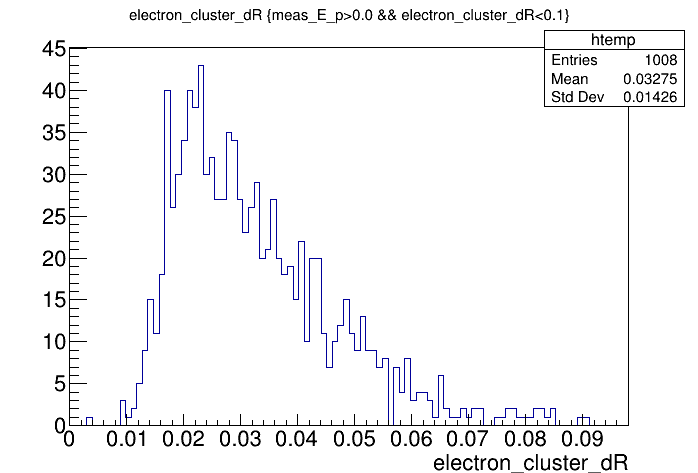 electron_cluster_dR {meas_E_p>0.0 && electron_cluster_dR<0.1}
htemp
Entries 1008
Mean 0.03275
Std Dev 0.01426
45
40
35
30
25
20
15
10
5
0
0 0.01 0.02 0.03 0.04 0.05 0.06 0.07 0.08 0.09
electron_cluster_dR